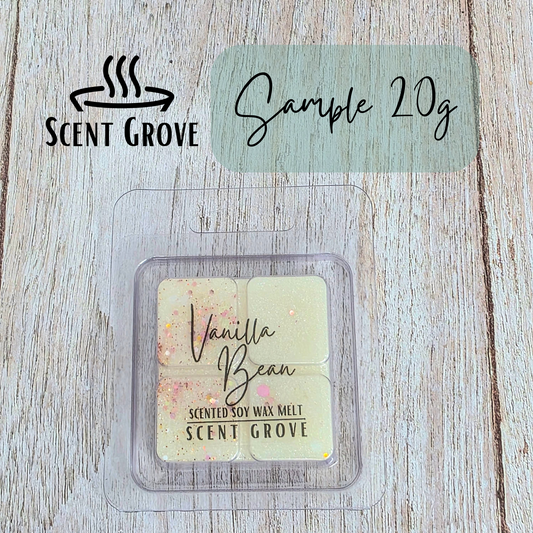 SCENT GROVE
Sample 20g
Vanilla
Bean
SCENTED SOY WAX MELT
SCENT GROVE